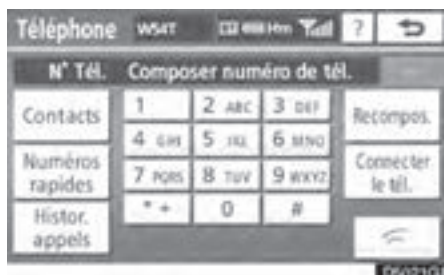 Téléphone W54T ?
N° Tél. Composer numéro de tél.
Contacts 1 2 ABC 3 DEF Recompos.
4 GHI 5 JKL 6 MNO
Numéros rapides 7 PQRS 8 TUV 9 WXYZ Connecter le tél.
Histor. appels * + 0 #